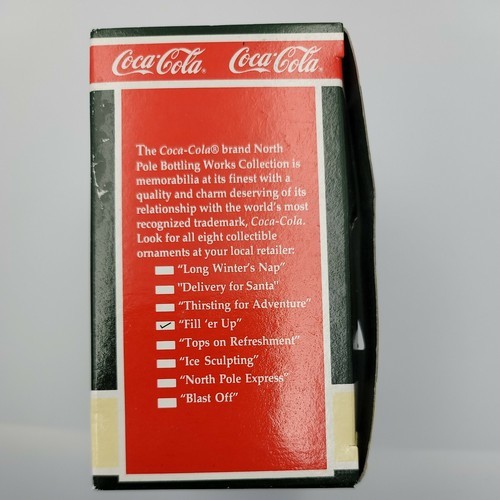 Coca-Cola® Coca-Cola®
The Coca-Cola® brand North
Pole Bottling Works Collection is
memorabilia at its finest with a
quality and charm deserving of its
relationship with the world's most
recognized trademark, Coca-Cola.
Look for all eight collectible
ornaments at your local retailer:
"Long Winter's Nap"
"Delivery for Santa"
"Thirsting for Adventure"
"Fill 'er Up"
"Tops on Refreshment"
"Ice Sculpting"
"North Pole Express"
"Blast Off"